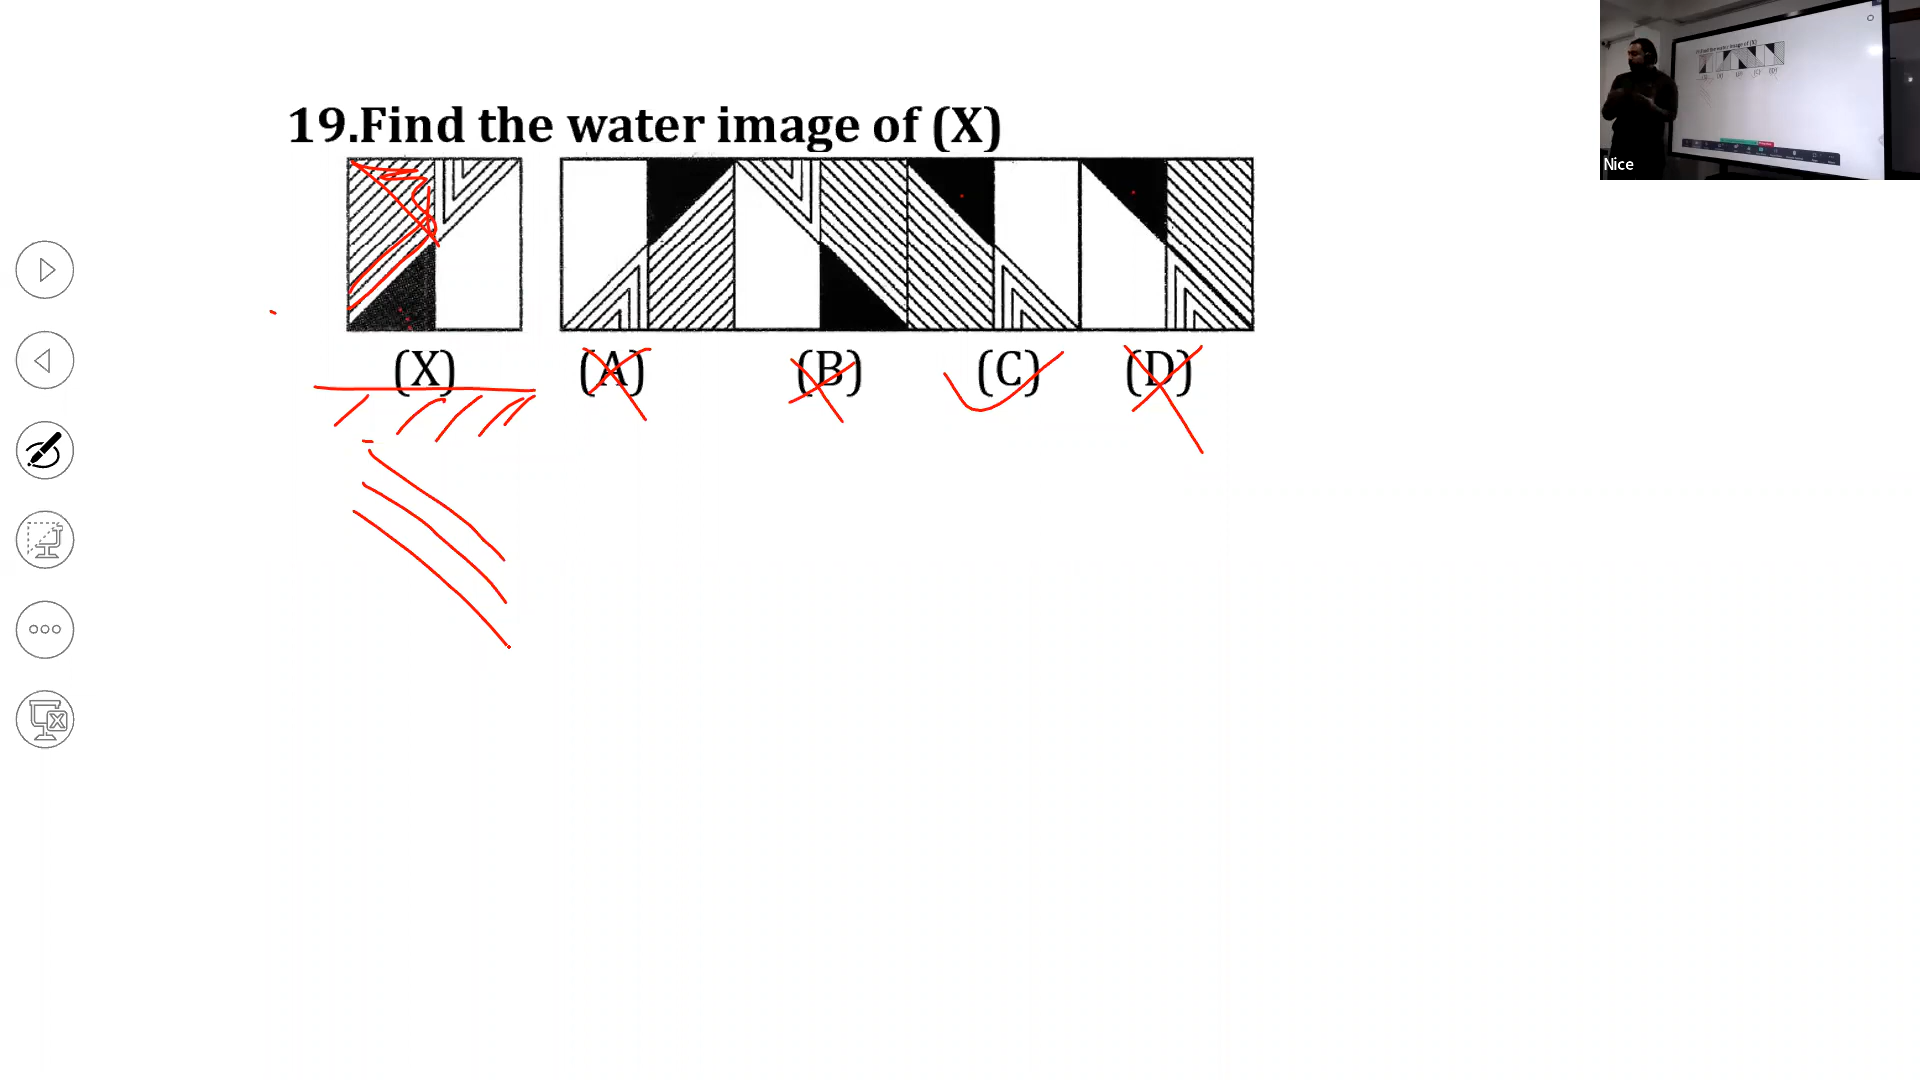 19.Find the water image of (X)
(X) (A) (B) (C) (D)
Nice